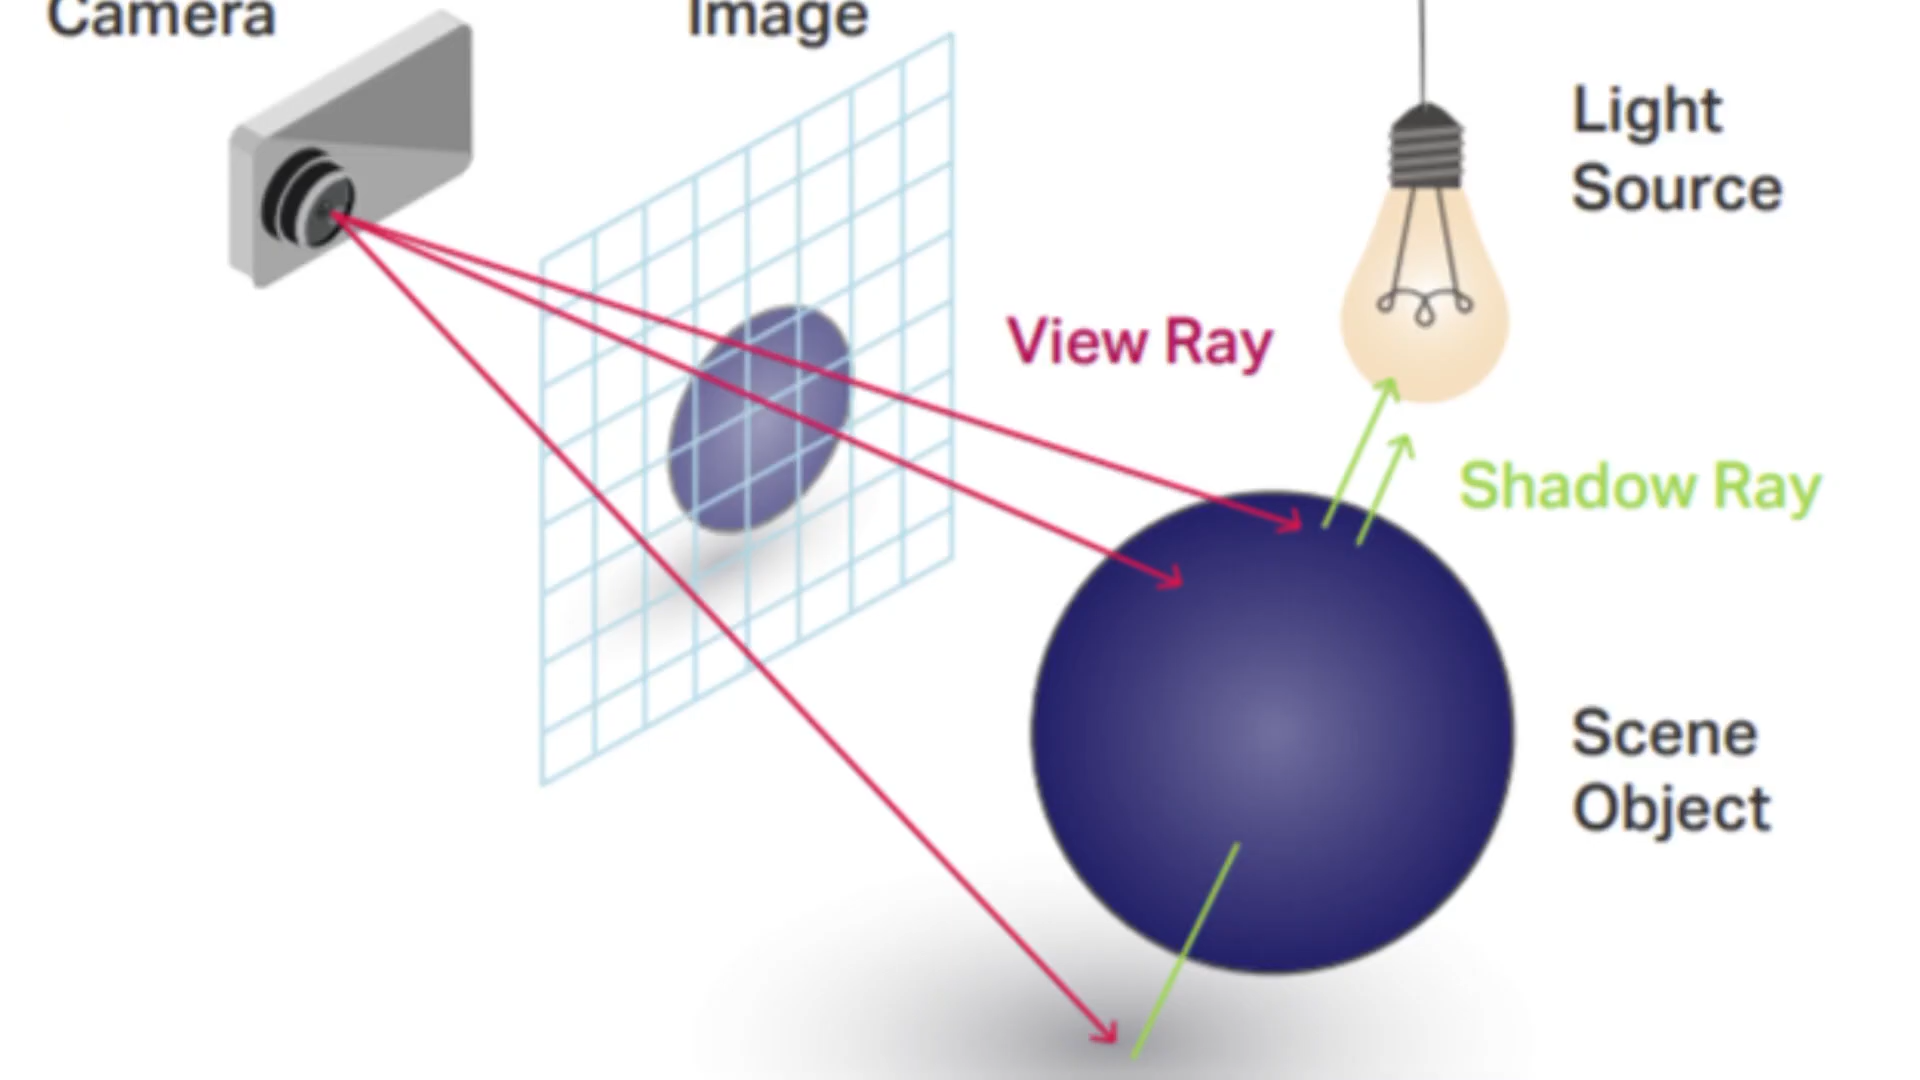 Camera
Image
Light
Source
View Ray
Shadow Ray
Scene
Object